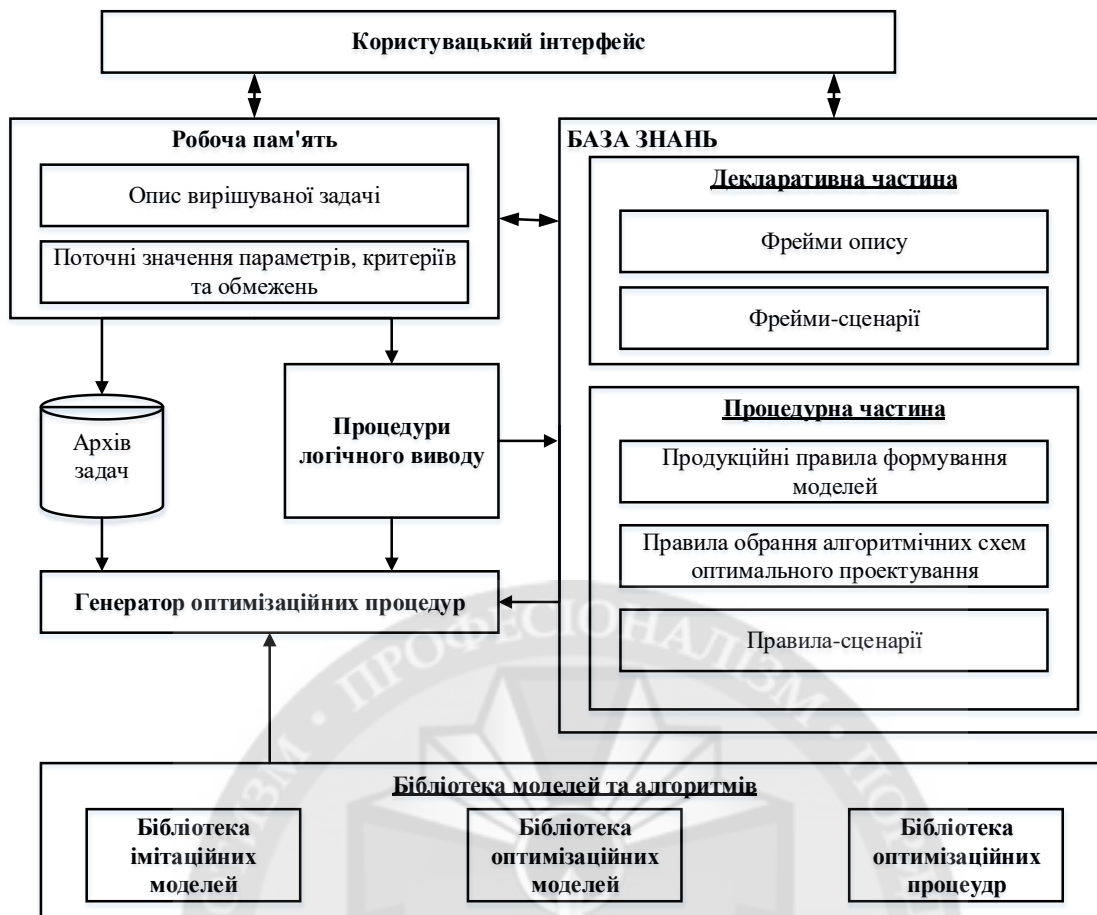 Користувацький інтерфейс
Робоча пам'ять
Опис вирішуваної задачі
Поточні значення параметрів, критеріїв
та обмежень
БАЗА ЗНАНЬ
Декларативна частина
Фрейми опису
Фрейми-сценарії
Архів
задач
Процедури
логічного виводу
Процедурна частина
Продукційні правила формування
моделей
Правила обрання алгоритмічних схем
оптимального проектування
Правила-сценарії
Генератор оптимізаційних процедур
Бібліотека моделей та алгоритмів
Бібліотека
імітаційних
моделей
Бібліотека
оптимізаційних
моделей
Бібліотека
оптимізаційних
процеудр
ПРОФЕСІОНАЛІЗМ